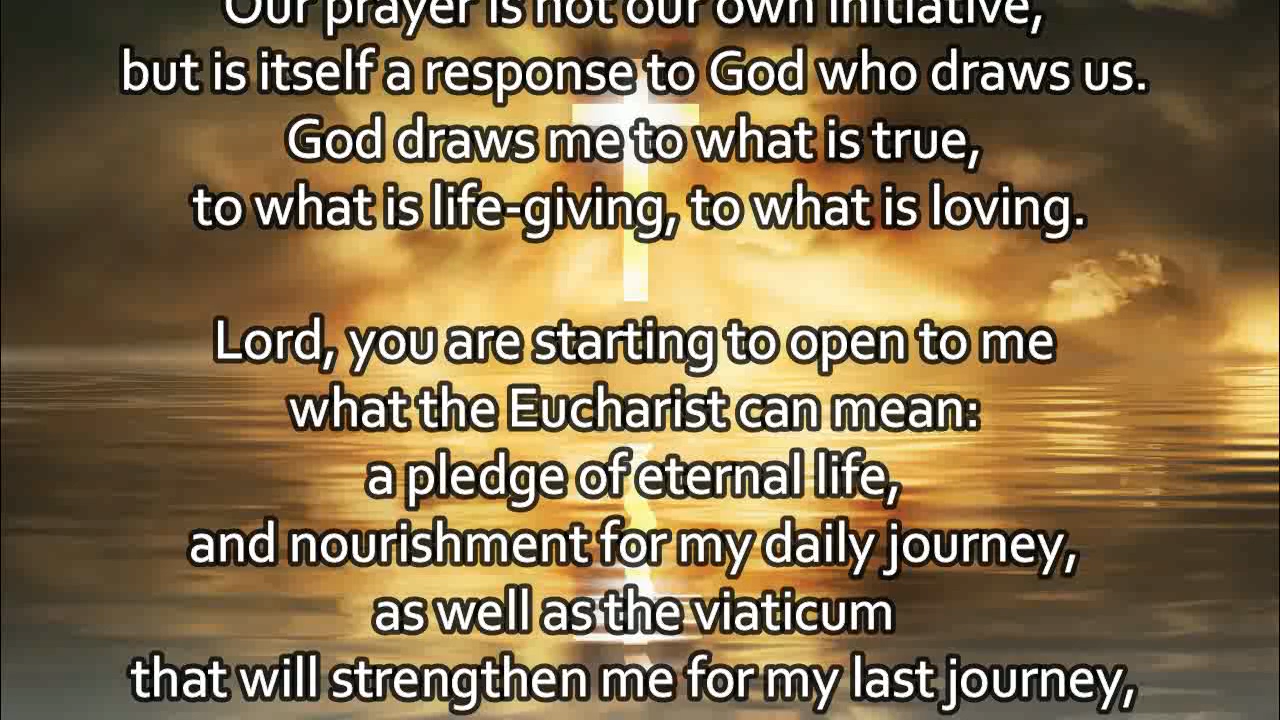 Our prayer is not our own initiative,
but is itself a response to God who draws us.
God draws me to what is true,
to what is life-giving, to what is loving.
Lord, you are starting to open to me
what the Eucharist can mean:
a pledge of eternal life,
and nourishment for my daily journey,
as well as the viaticum
that will strengthen me for my last journey,